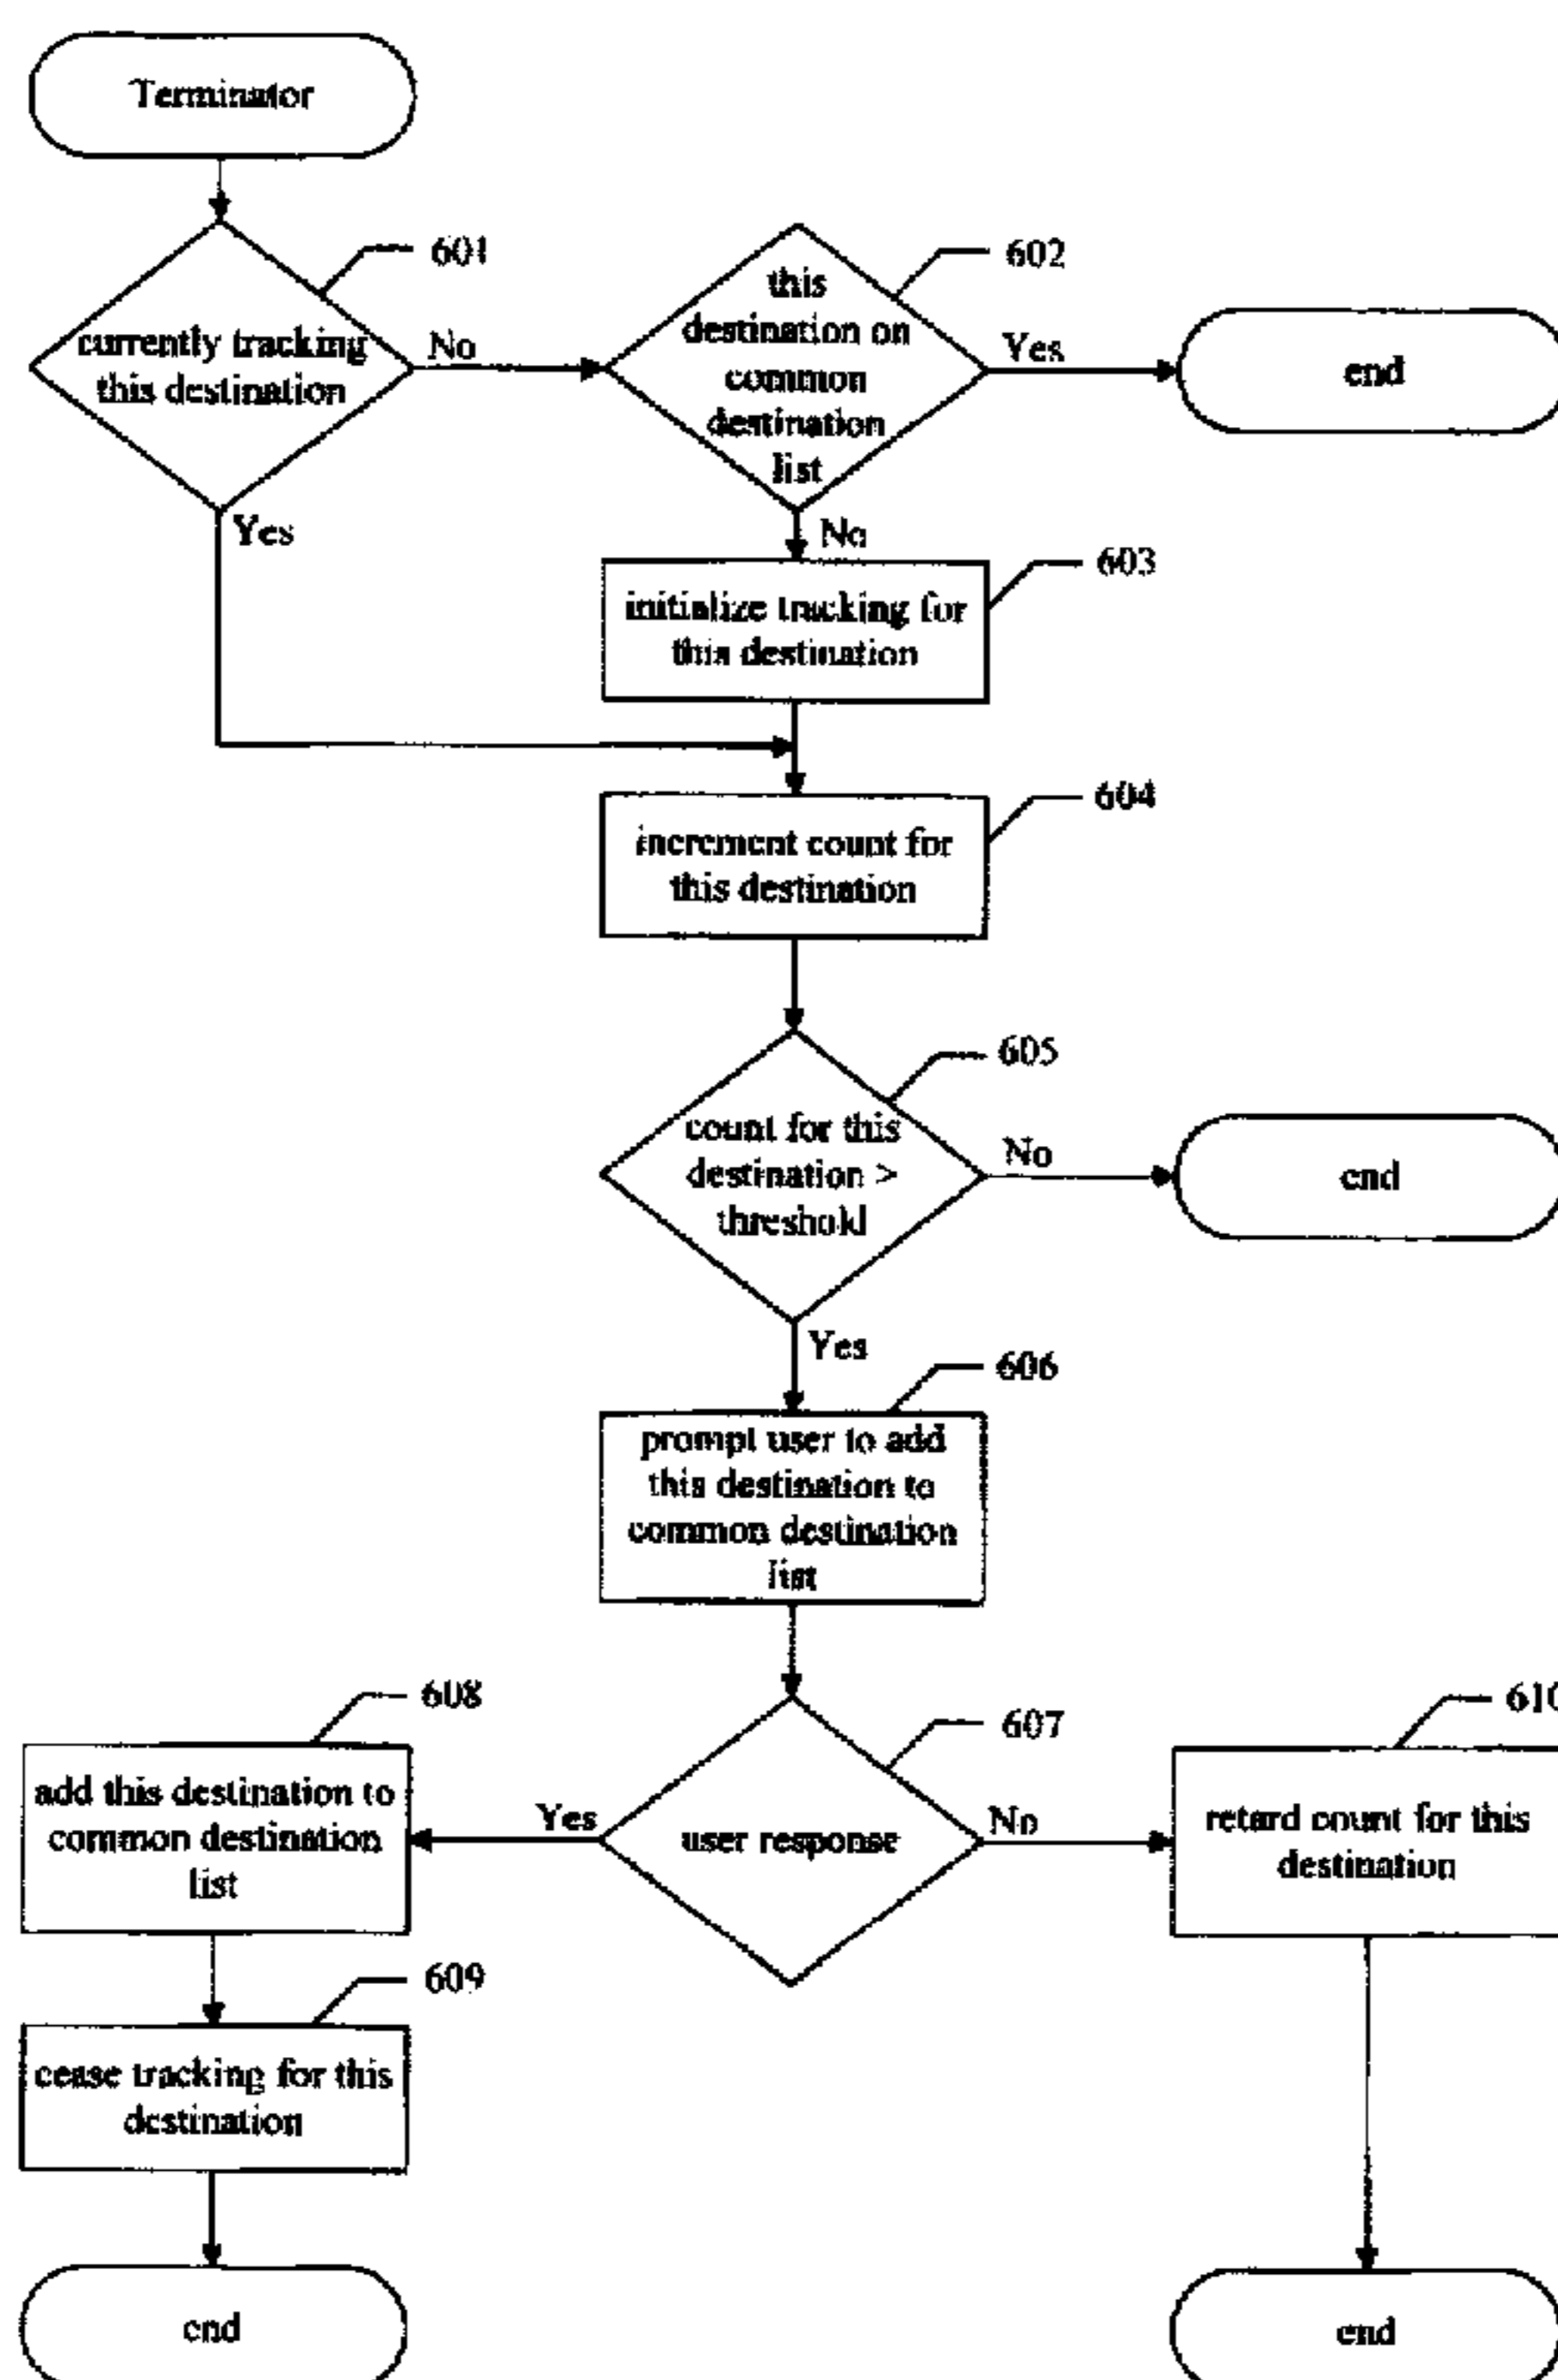 Terminator
601
currently tracking
this destination
No
Yes
602
this
destination on
common
destination
list
Yes
end
No
603
initialize tracking for
this destination
604
increment count for
this destination
605
count for this
destination >
threshold
No
end
Yes
606
prompt user to add
this destination to
common destination
list
607
user response
Yes
No
608
add this destination to
common destination
list
609
cease tracking for this
destination
end
610
retard count for this
destination
end